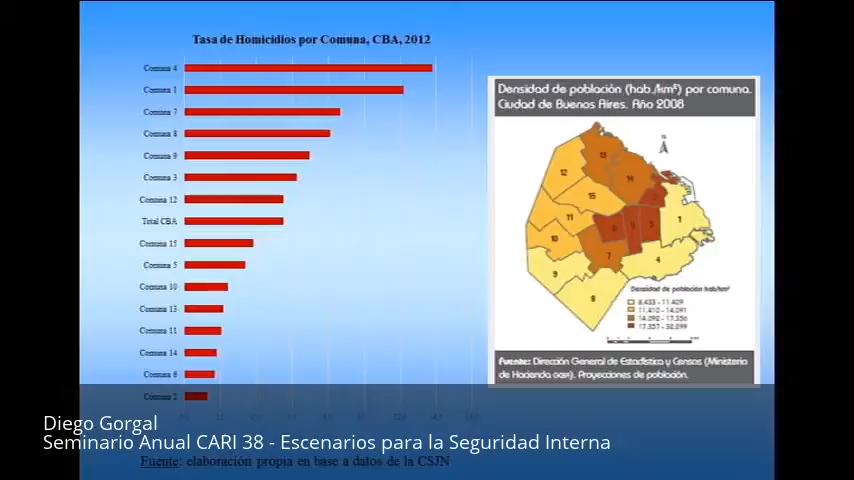 Tasa de Homicidios por Comuna, CBA, 2012
Comuna 4
Comuna 1
Comuna 7
Comuna 8
Comuna 9
Comuna 3
Comuna 12
Total CBA
Comuna 15
Comuna 5
Comuna 10
Comuna 13
Comuna 11
Comuna 14
Comuna 6
Comuna 2
Densidad de población (hab./km²) por comuna.
Ciudad de Buenos Aires. Año 2008
N
13
12
14
15
1
11
10
7
4
9
8
Densidad de población hab/km²
8.433 - 11.409
11.410 - 14.091
14.092 - 17.356
17.357 - 32.099
Fuente: Dirección General de Estadística y Censos (Ministerio
de Hacienda GCBA). Proyecciones de población.
Diego Gorgal
Seminario Anual CARI 38 - Escenarios para la Seguridad Interna
Fuente: elaboración propia en base a datos de la CSJN